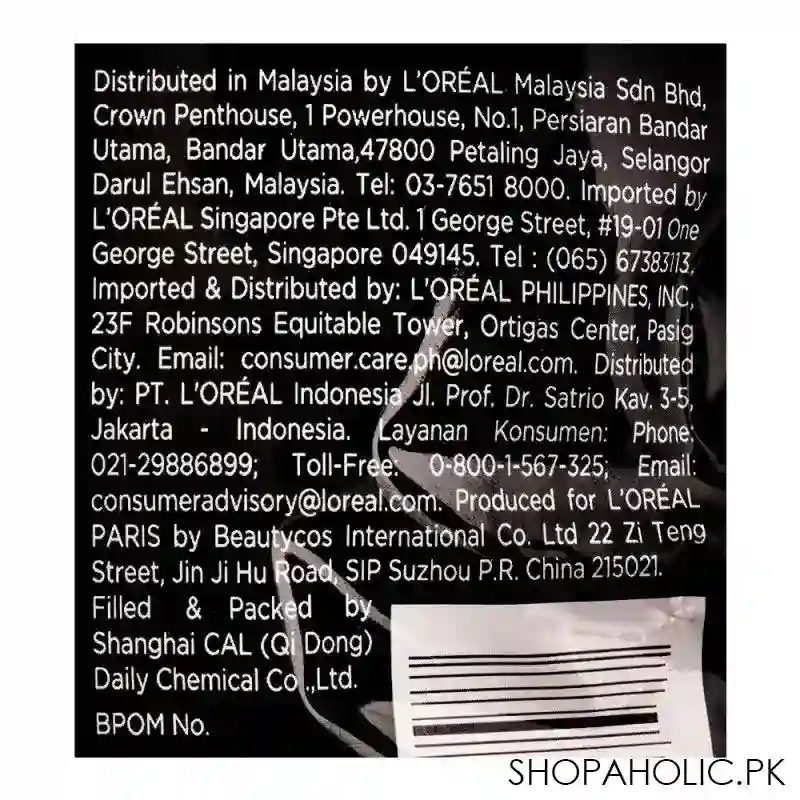 Distributed in Malaysia by L'ORÉAL Malaysia Sdn Bhd,
Crown Penthouse, 1 Powerhouse, No.1, Persiaran Bandar
Utama, Bandar Utama,47800 Petaling Jaya, Selangor
Darul Ehsan, Malaysia. Tel: 03-7651 8000. Imported by
L'ORÉAL Singapore Pte Ltd. 1 George Street, #19-01 One
George Street, Singapore 049145. Tel : (065) 67383113.
Imported & Distributed by: L'ORÉAL PHILIPPINES, INC,
23F Robinsons Equitable Tower, Ortigas Center, Pasig
City. Email: consumer.care.ph@loreal.com. Distributed
by: PT. L'ORÉAL Indonesia Jl. Prof. Dr. Satrio Kav. 3-5,
Jakarta - Indonesia. Layanan Konsumen: Phone:
021-29886899; Toll-Free: 0-800-1-567-325; Email:
consumeradvisory@loreal.com. Produced for L'ORÉAL
PARIS by Beautycos International Co. Ltd 22 Zi Teng
Street, Jin Ji Hu Road, SIP Suzhou P.R. China 215021.
Filled & Packed by
Shanghai CAL (Qi Dong)
Daily Chemical Co .,Ltd.
BPOM No.
SHOPAHOLIC.PK